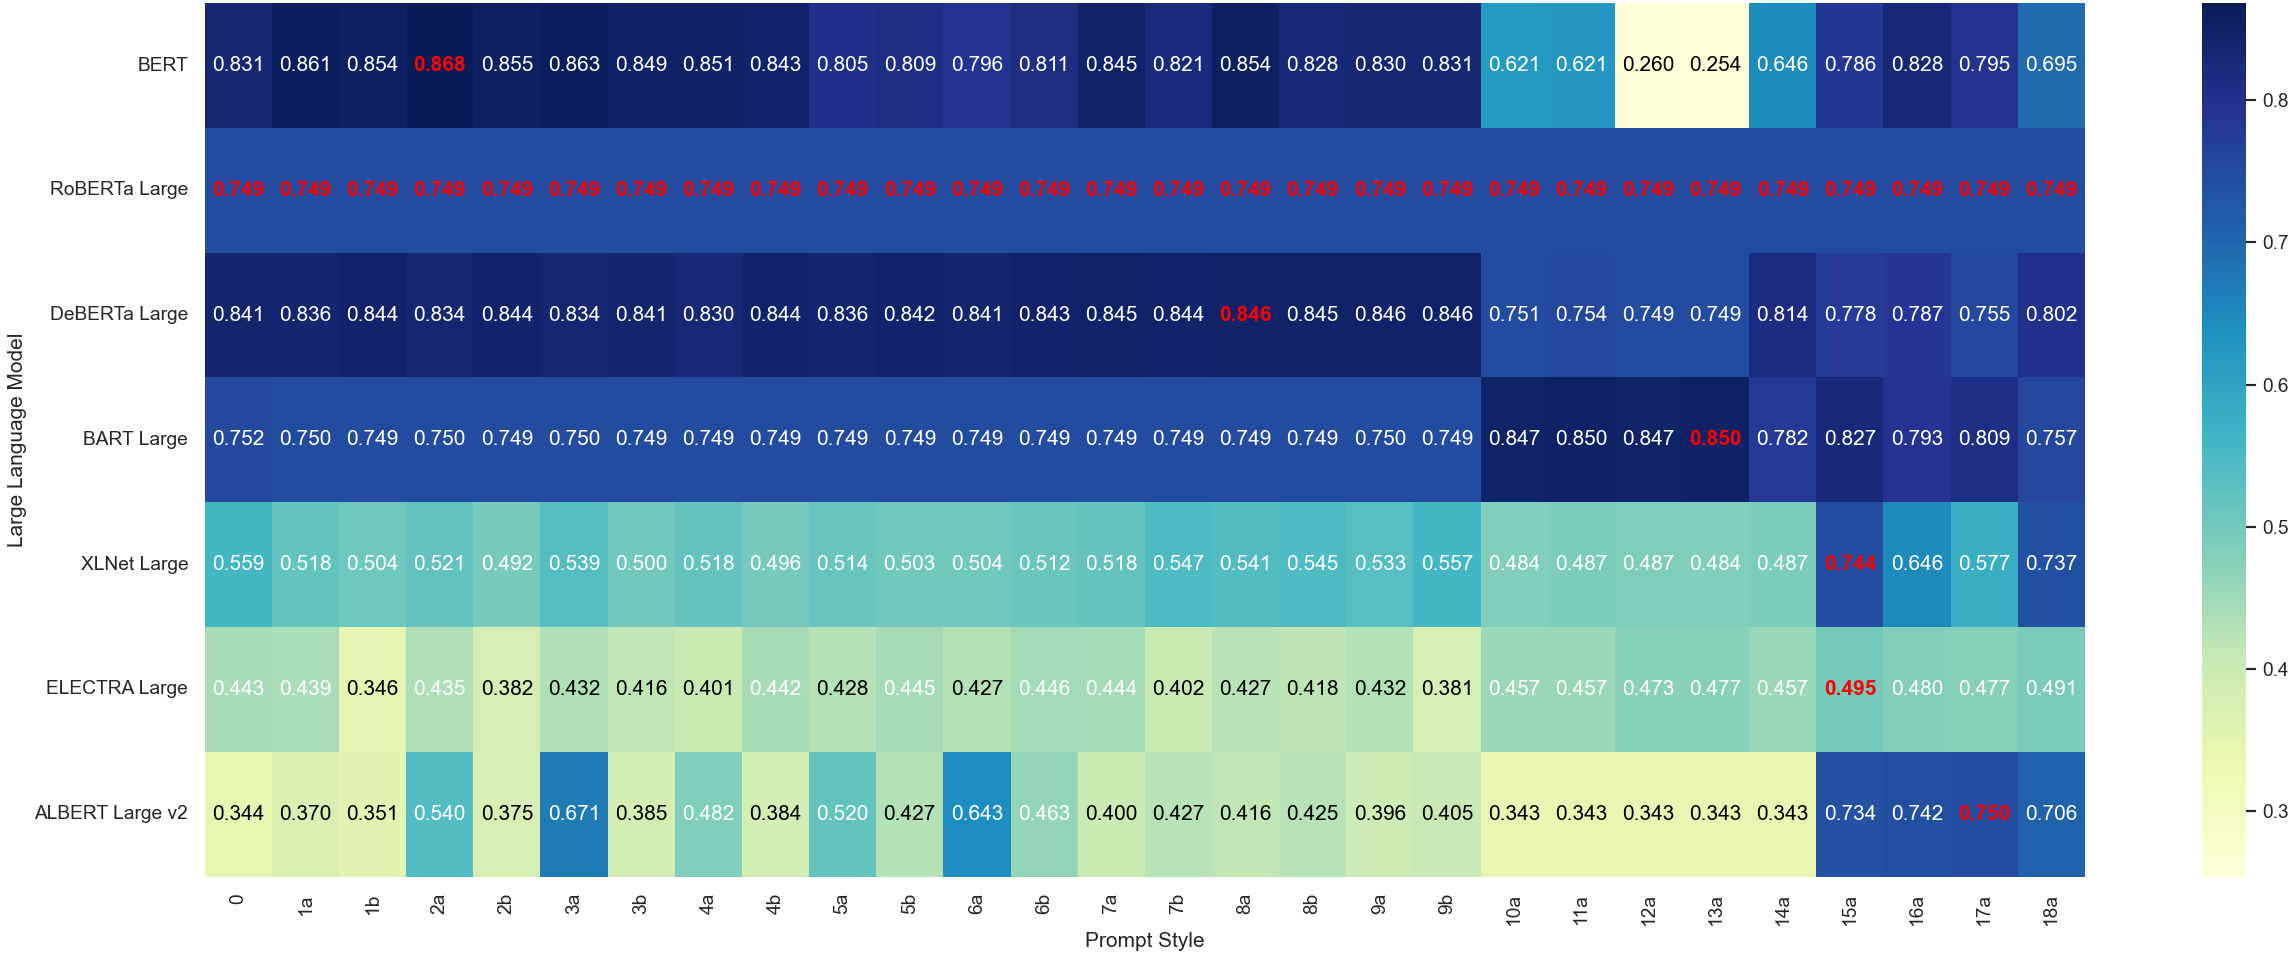 BERT 0.831 0.861 0.854 0.868 0.855 0.863 0.849 0.851 0.843 0.805 0.809 0.796 0.811 0.845 0.821 0.854 0.828 0.830 0.831 0.621 0.621 0.260 0.254 0.646 0.786 0.828 0.795 0.695
0.8
RoBERTa Large 0.749 0.749 0.749 0.749 0.749 0.749 0.749 0.749 0.749 0.749 0.749 0.749 0.749 0.749 0.749 0.749 0.749 0.749 0.749 0.749 0.749 0.749 0.749 0.749 0.749 0.749 0.749 0.749
0.7
DeBERTa Large 0.841 0.836 0.844 0.834 0.844 0.834 0.841 0.830 0.844 0.836 0.842 0.841 0.843 0.845 0.844 0.846 0.845 0.846 0.846 0.751 0.754 0.749 0.749 0.814 0.778 0.787 0.755 0.802
0.6
Large Language Model
BART Large 0.752 0.750 0.749 0.750 0.749 0.750 0.749 0.749 0.749 0.749 0.749 0.749 0.749 0.749 0.749 0.749 0.749 0.750 0.749 0.847 0.850 0.847 0.850 0.782 0.827 0.793 0.809 0.757
0.5
XLNet Large 0.559 0.518 0.504 0.521 0.492 0.539 0.500 0.518 0.496 0.514 0.503 0.504 0.512 0.518 0.547 0.541 0.545 0.533 0.557 0.484 0.487 0.487 0.484 0.487 0.744 0.646 0.577 0.737
0.4
ELECTRA Large 0.443 0.439 0.346 0.435 0.382 0.432 0.416 0.401 0.442 0.428 0.445 0.427 0.446 0.444 0.402 0.427 0.418 0.432 0.381 0.457 0.457 0.473 0.477 0.457 0.495 0.480 0.477 0.491
0.3
ALBERT Large v2 0.344 0.370 0.351 0.540 0.375 0.671 0.385 0.482 0.384 0.520 0.427 0.643 0.463 0.400 0.427 0.416 0.425 0.396 0.405 0.343 0.343 0.343 0.343 0.343 0.734 0.742 0.750 0.706
0 1a 1b 2a 2b 3a 3b 4a 4b 5a 5b 6a 6b 7a 7b 8a 8b 9a 9b 10a 11a 12a 13a 14a 15a 16a 17a 18a
Prompt Style